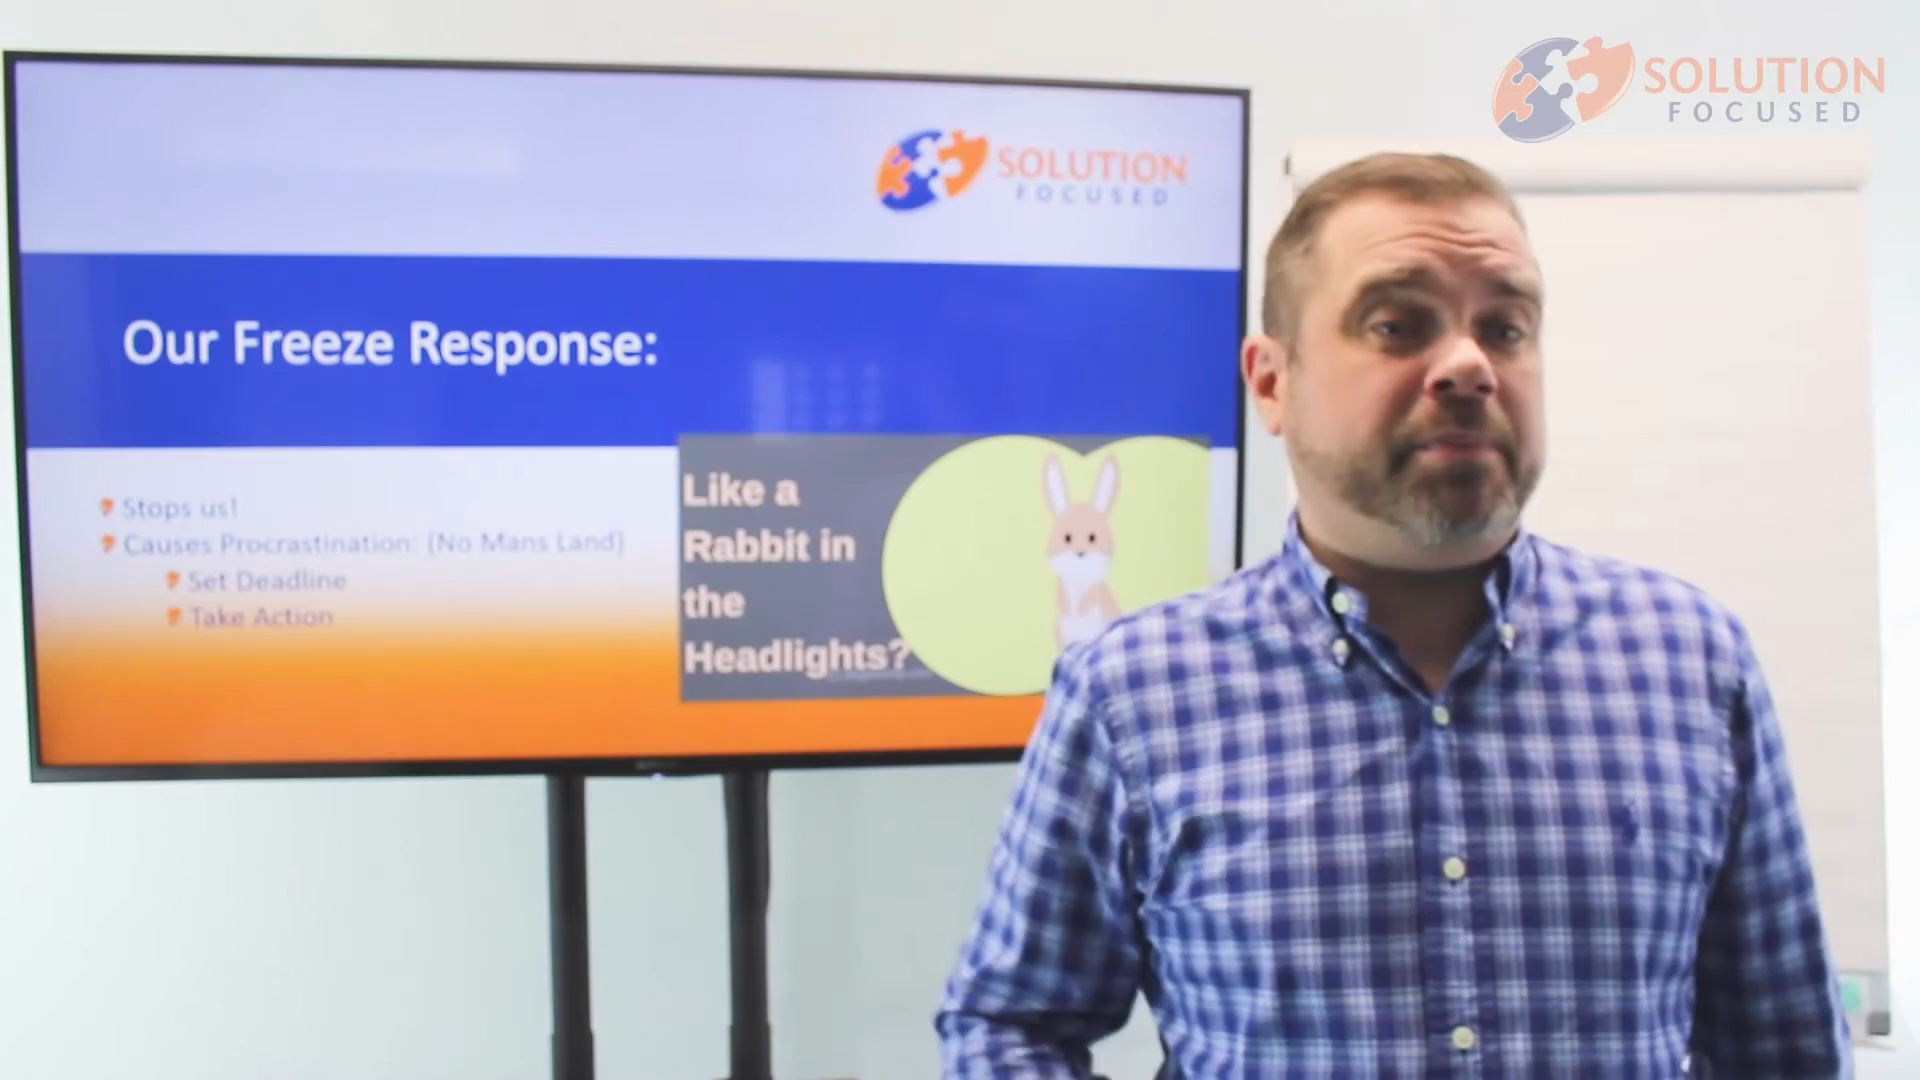 SOLUTION
FOCUSED
SOLUTION
FOCUSED
Our Freeze Response:
Stops us!
Causes Procrastination: (No Mans Land)
Set Deadline
Take Action
Like a
Rabbit in
the
Headlights?